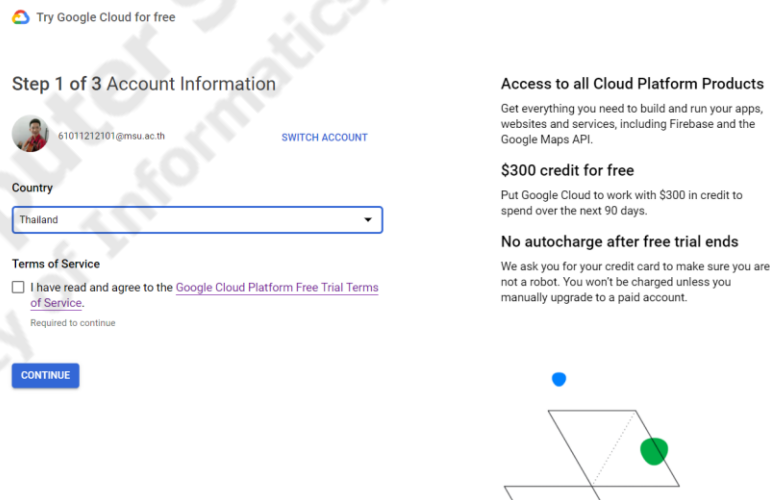 Try Google Cloud for free
Step 1 of 3 Account Information
61011212101@msu.ac.th
SWITCH ACCOUNT
Country
Thailand
Terms of Service
I have read and agree to the Google Cloud Platform Free Trial Terms
of Service.
Required to continue
CONTINUE
Access to all Cloud Platform Products
Get everything you need to build and run your apps,
websites and services, including Firebase and the
Google Maps API.
$300 credit for free
Put Google Cloud to work with $300 in credit to
spend over the next 90 days.
No autocharge after free trial ends
We ask you for your credit card to make sure you are
not a robot. You won't be charged unless you
manually upgrade to a paid account.
of Informatics,